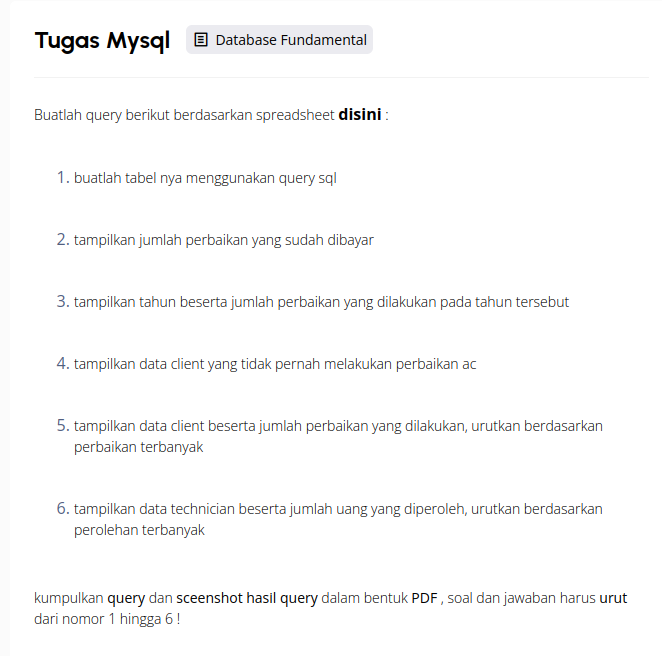 Tugas Mysql Database Fundamental
Buatlah query berikut berdasarkan spreadsheet disini :
1. buatlah tabel nya menggunakan query sql
2. tampilkan jumlah perbaikan yang sudah dibayar
3. tampilkan tahun beserta jumlah perbaikan yang dilakukan pada tahun tersebut
4. tampilkan data client yang tidak pernah melakukan perbaikan ac
5. tampilkan data client beserta jumlah perbaikan yang dilakukan, urutkan berdasarkan
perbaikan terbanyak
6. tampilkan data technician beserta jumlah uang yang diperoleh, urutkan berdasarkan
perolehan terbanyak
kumpulkan query dan sceenshot hasil query dalam bentuk PDF , soal dan jawaban harus urut
dari nomor 1 hingga 6 !